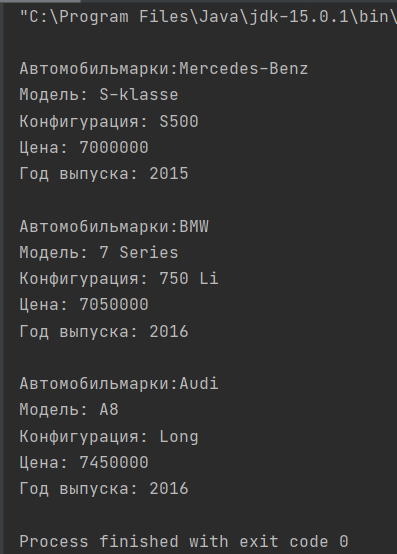 "C:\Program Files\Java\jdk-15.0.1\bin\
Автомобильмарки:Mercedes-Benz
Модель: S-klasse
Конфигурация: S500
Цена: 7000000
Год выпуска: 2015
Автомобильмарки:BMW
Модель: 7 Series
Конфигурация: 750 Li
Цена: 7050000
Год выпуска: 2016
Автомобильмарки:Audi
Модель: A8
Конфигурация: Long
Цена: 7450000
Год выпуска: 2016
Process finished with exit code 0